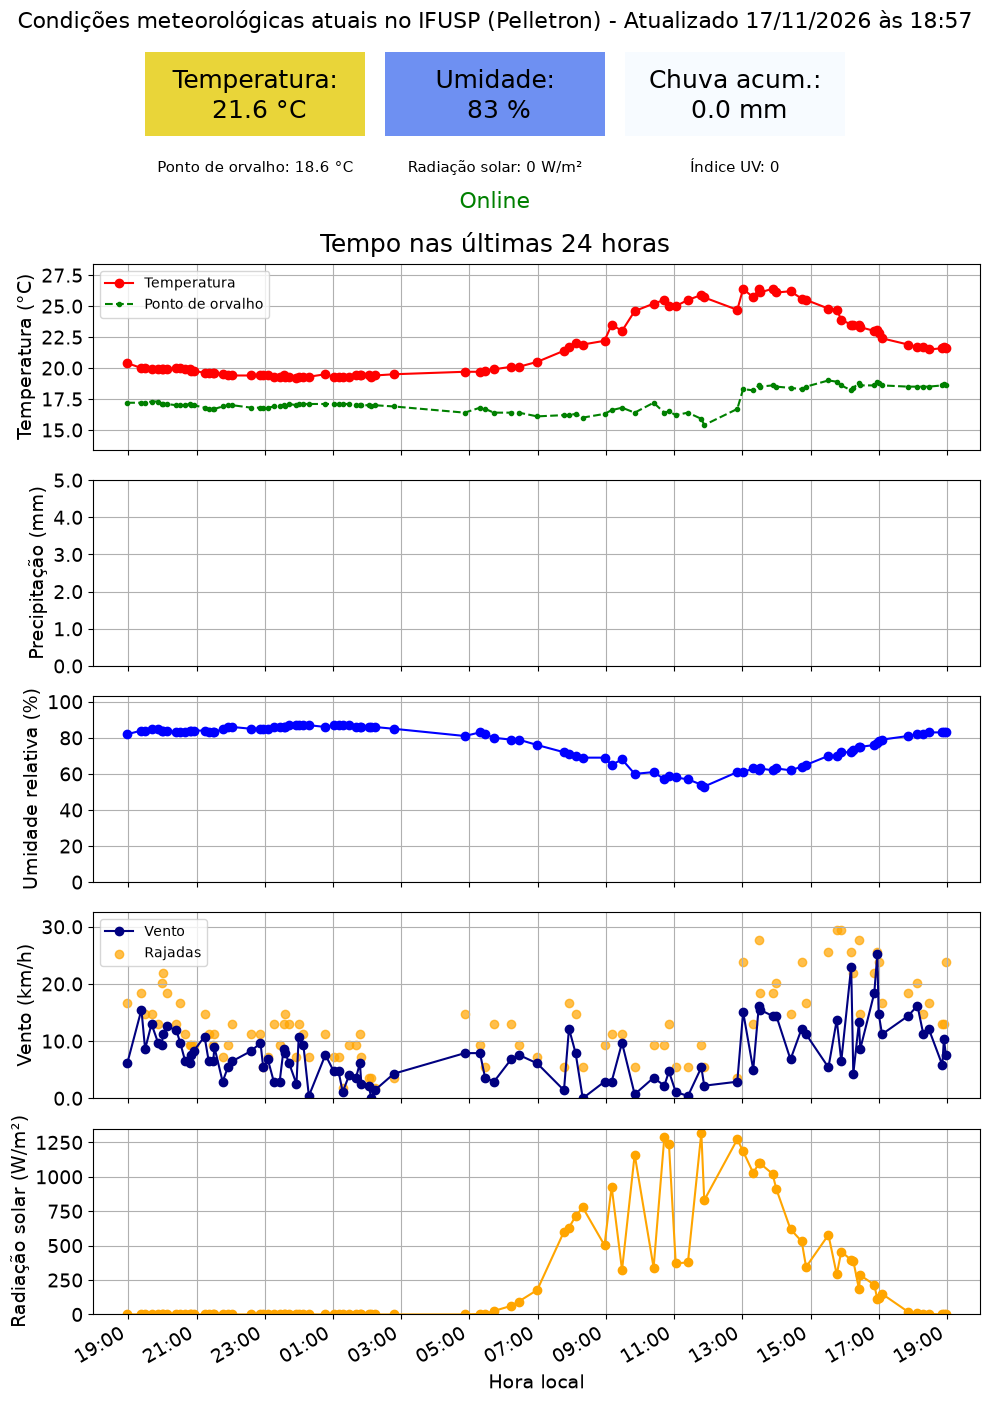 Condições meteorológicas atuais no IFUSP (Pelletron) - Atualizado 17/11/2026 às 18:57
Temperatura:
21.6 °C
Umidade:
83 %
Chuva acum.:
0.0 mm
Ponto de orvalho: 18.6 °C
Radiação solar: 0 W/m²
Índice UV: 0
Online
Tempo nas últimas 24 horas
Temperatura (°C)
27.5
25.0
22.5
20.0
17.5
15.0
Temperatura
Ponto de orvalho
Precipitação (mm)
5.0
4.0
3.0
2.0
1.0
0.0
Umidade relativa (%)
100
80
60
40
20
0
Vento (km/h)
30.0
20.0
10.0
0.0
Vento
Rajadas
Radiação solar (W/m²)
1250
1000
750
500
250
0
19:00
21:00
23:00
01:00
03:00
05:00
07:00
09:00
11:00
13:00
15:00
17:00
19:00
Hora local